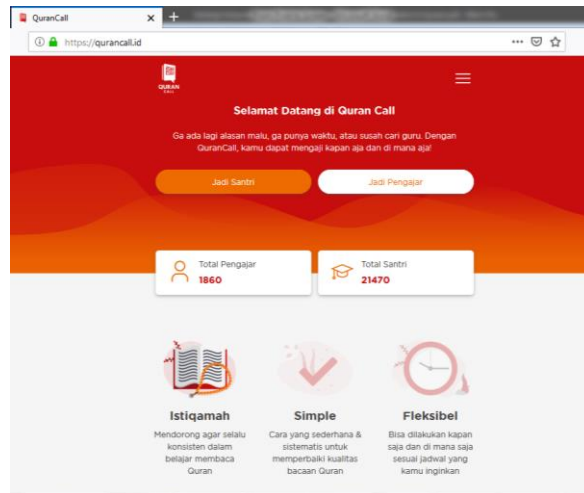 QuranCall
https://qurancall.id
QURAN
CALL
Selamat Datang di Quran Call
Ga ada lagi alasan malu, ga punya waktu, atau susah cari guru. Dengan
QuranCall, kamu dapat mengaji kapan aja dan di mana aja!
Jadi Santri
Jadi Pengajar
Total Pengajar
1860
Total Santri
21470
Istiqamah
Mendorong agar selalu
konsisten dalam
belajar membaca
Quran
Simple
Cara yang sederhana &
sistematis untuk
memperbaiki kualitas
bacaan Quran
Fleksibel
Bisa dilakukan kapan
saja dan di mana saja
sesuai jadwal yang
kamu inginkan